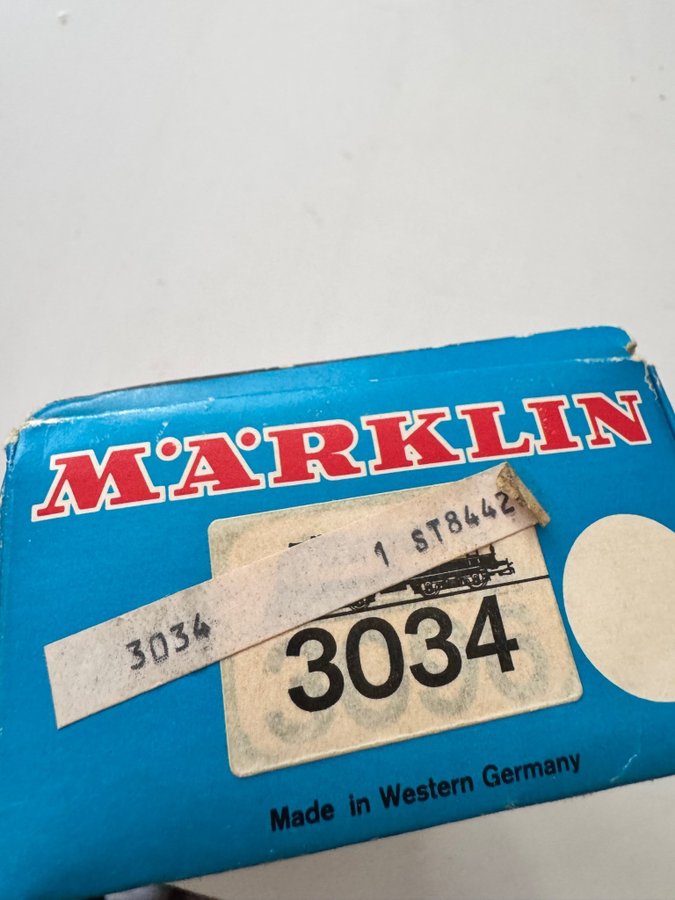 MÄRKLIN
1 ST8442
3034
3034
Made in Western Germany